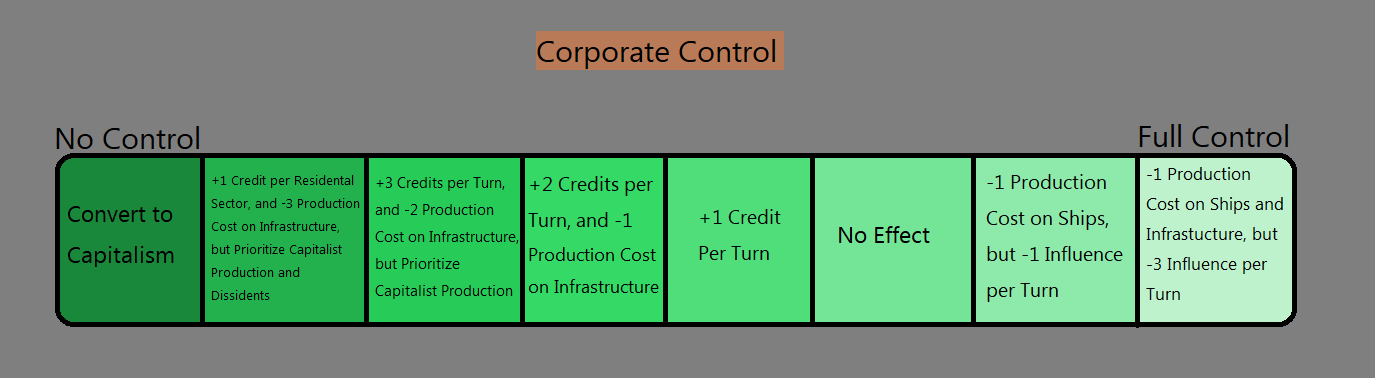 Corporate Control
No Control
Full Control
Convert to
Capitalism
+1 Credit per Residental
Sector, and -3 Production
Cost on Infrastructure,
but Prioritize Capitalist
Production and
Dissidents
+3 Credits per Turn,
and -2 Production
Cost on Infrastructure,
but Prioritize
Capitalist Production
+2 Credits per
Turn, and -1
Production Cost
on Infrastructure
+1 Credit
Per Turn
No Effect
-1 Production
Cost on Ships,
but -1 Influence
per Turn
-1 Production
Cost on Ships and
Infrastucture, but
-3 Influence per
Turn